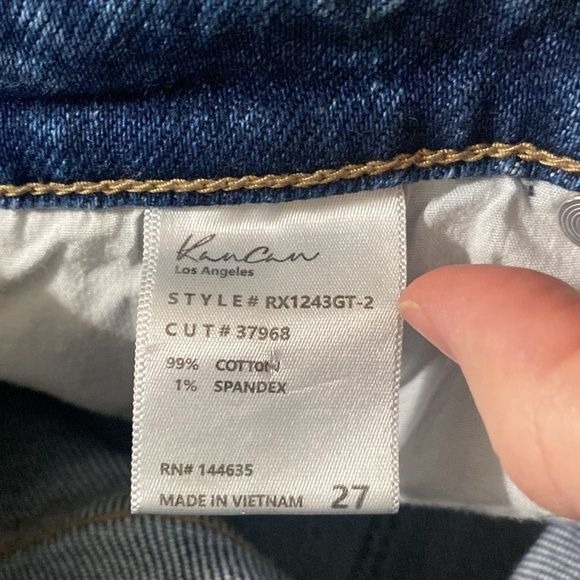 KanCan
Los Angeles
STYLE# RX1243GT-2
CUT# 37968
99% COTTON
1% SPANDEX
RN# 144635
MADE IN VIETNAM 27